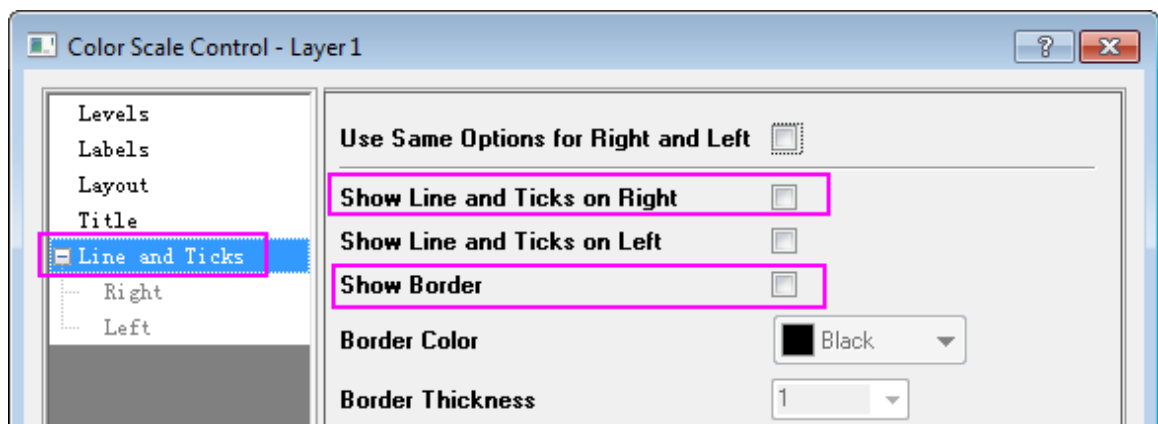 Color Scale Control - Layer1
Levels
Labels
Layout
Title
Line and Ticks
Right
Left
Use Same Options for Right and Left
Show Line and Ticks on Right
Show Line and Ticks on Left
Show Border
Border Color
Black
Border Thickness
1